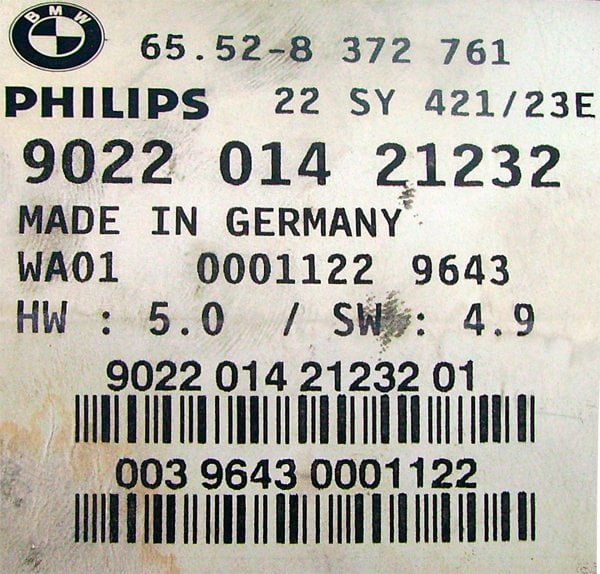 BMW
65.52-8 372 761
PHILIPS 22 SY 421/23E
9022 014 21232
MADE IN GERMANY
WA01 0001122 9643
HW : 5.0 / SW : 4.9
9022 014 21232 01
003 9643 0001122